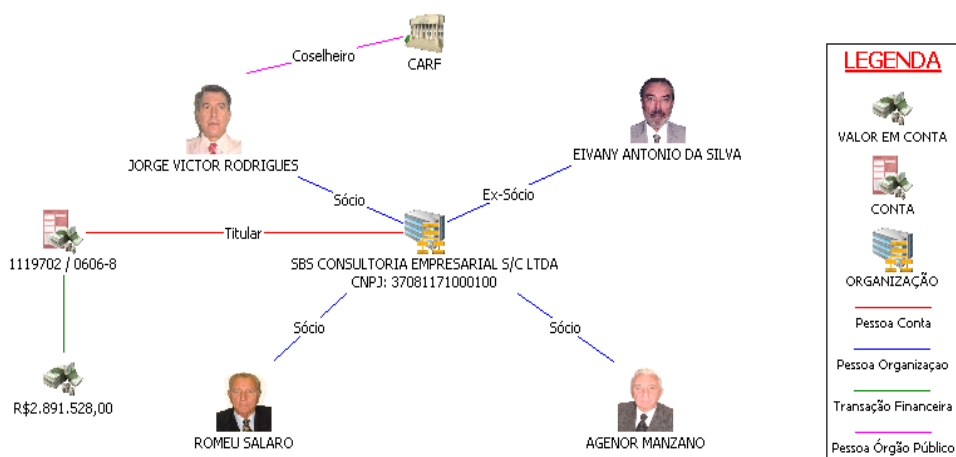 Coselheiro
CARF
JORGE VICTOR RODRIGUES
EIVANY ANTONIO DA SILVA
Sócio
Ex-Sócio
Titular
1119702 / 0606-8
SBS CONSULTORIA EMPRESARIAL S/C LTDA
CNPJ: 37081171000100
Sócio
Sócio
R$2.891.528,00
ROMEU SALARO
AGENOR MANZANO
LEGENDA
VALOR EM CONTA
CONTA
ORGANIZAÇÃO
Pessoa Conta
Pessoa Organizaçao
Transação Financeira
Pessoa Órgão Público